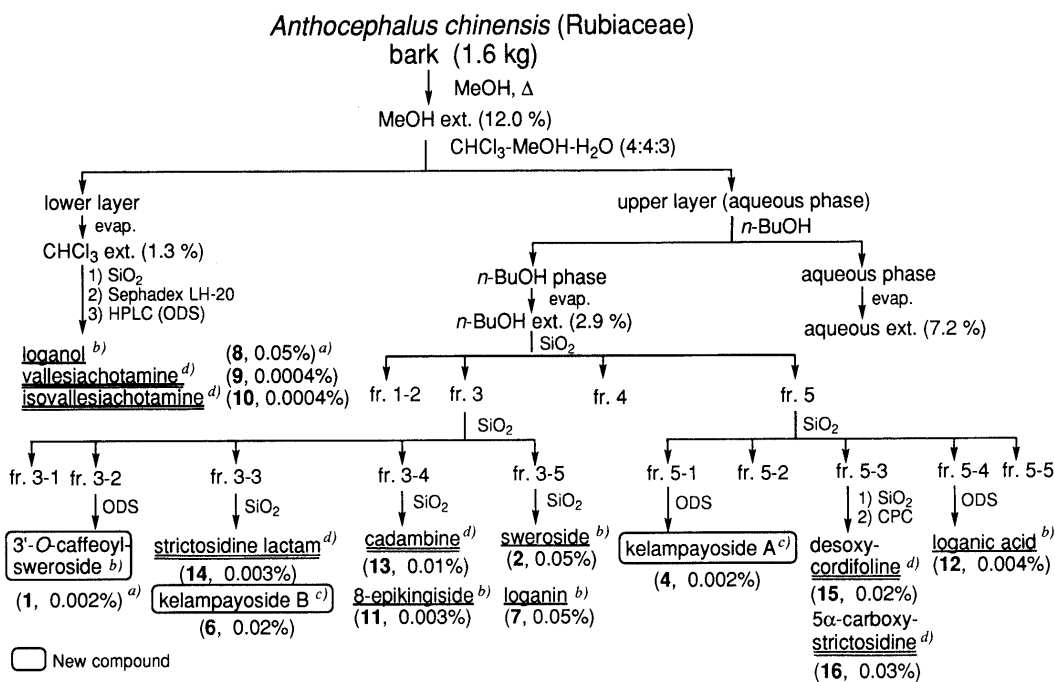 Anthocephalus chinensis (Rubiaceae)
bark (1.6 kg)
MeOH, Δ
MeOH ext. (12.0 %)
CHCl₃-MeOH-H₂O (4:4:3)
lower layer
evap.
CHCl₃ ext. (1.3 %)
1) SiO₂
2) Sephadex LH-20
3) HPLC (ODS)
loganol b) (8, 0.05%) a)
vallesiachotamine d) (9, 0.0004%)
isovallesiachotamine d) (10, 0.0004%)
upper layer (aqueous phase)
n-BuOH
n-BuOH phase
evap.
n-BuOH ext. (2.9 %)
SiO₂
aqueous phase
evap.
aqueous ext. (7.2 %)
fr. 1-2 fr. 3 fr. 4 fr. 5
SiO₂ SiO₂
fr. 3-1 fr. 3-2 fr. 3-3 fr. 3-4 fr. 3-5 fr. 5-1 fr. 5-2 fr. 5-3 fr. 5-4 fr. 5-5
ODS
3'-O-caffeoyl-
sweroside b)
(1, 0.002%) a)
SiO₂
strictosidine lactam d)
(14, 0.003%)
kelampayoside B c)
(6, 0.02%)
SiO₂
cadambine d)
(13, 0.01%)
8-epikingiside b)
(11, 0.003%)
SiO₂
sweroside b)
(2, 0.05%)
loganin b)
(7, 0.05%)
ODS
kelampayoside A c)
(4, 0.002%)
1) SiO₂
2) CPC
desoxy-
cordifoline d)
(15, 0.02%)
5α-carboxy-
strictosidine d)
(16, 0.03%)
ODS
loganic acid b)
(12, 0.004%)
New compound